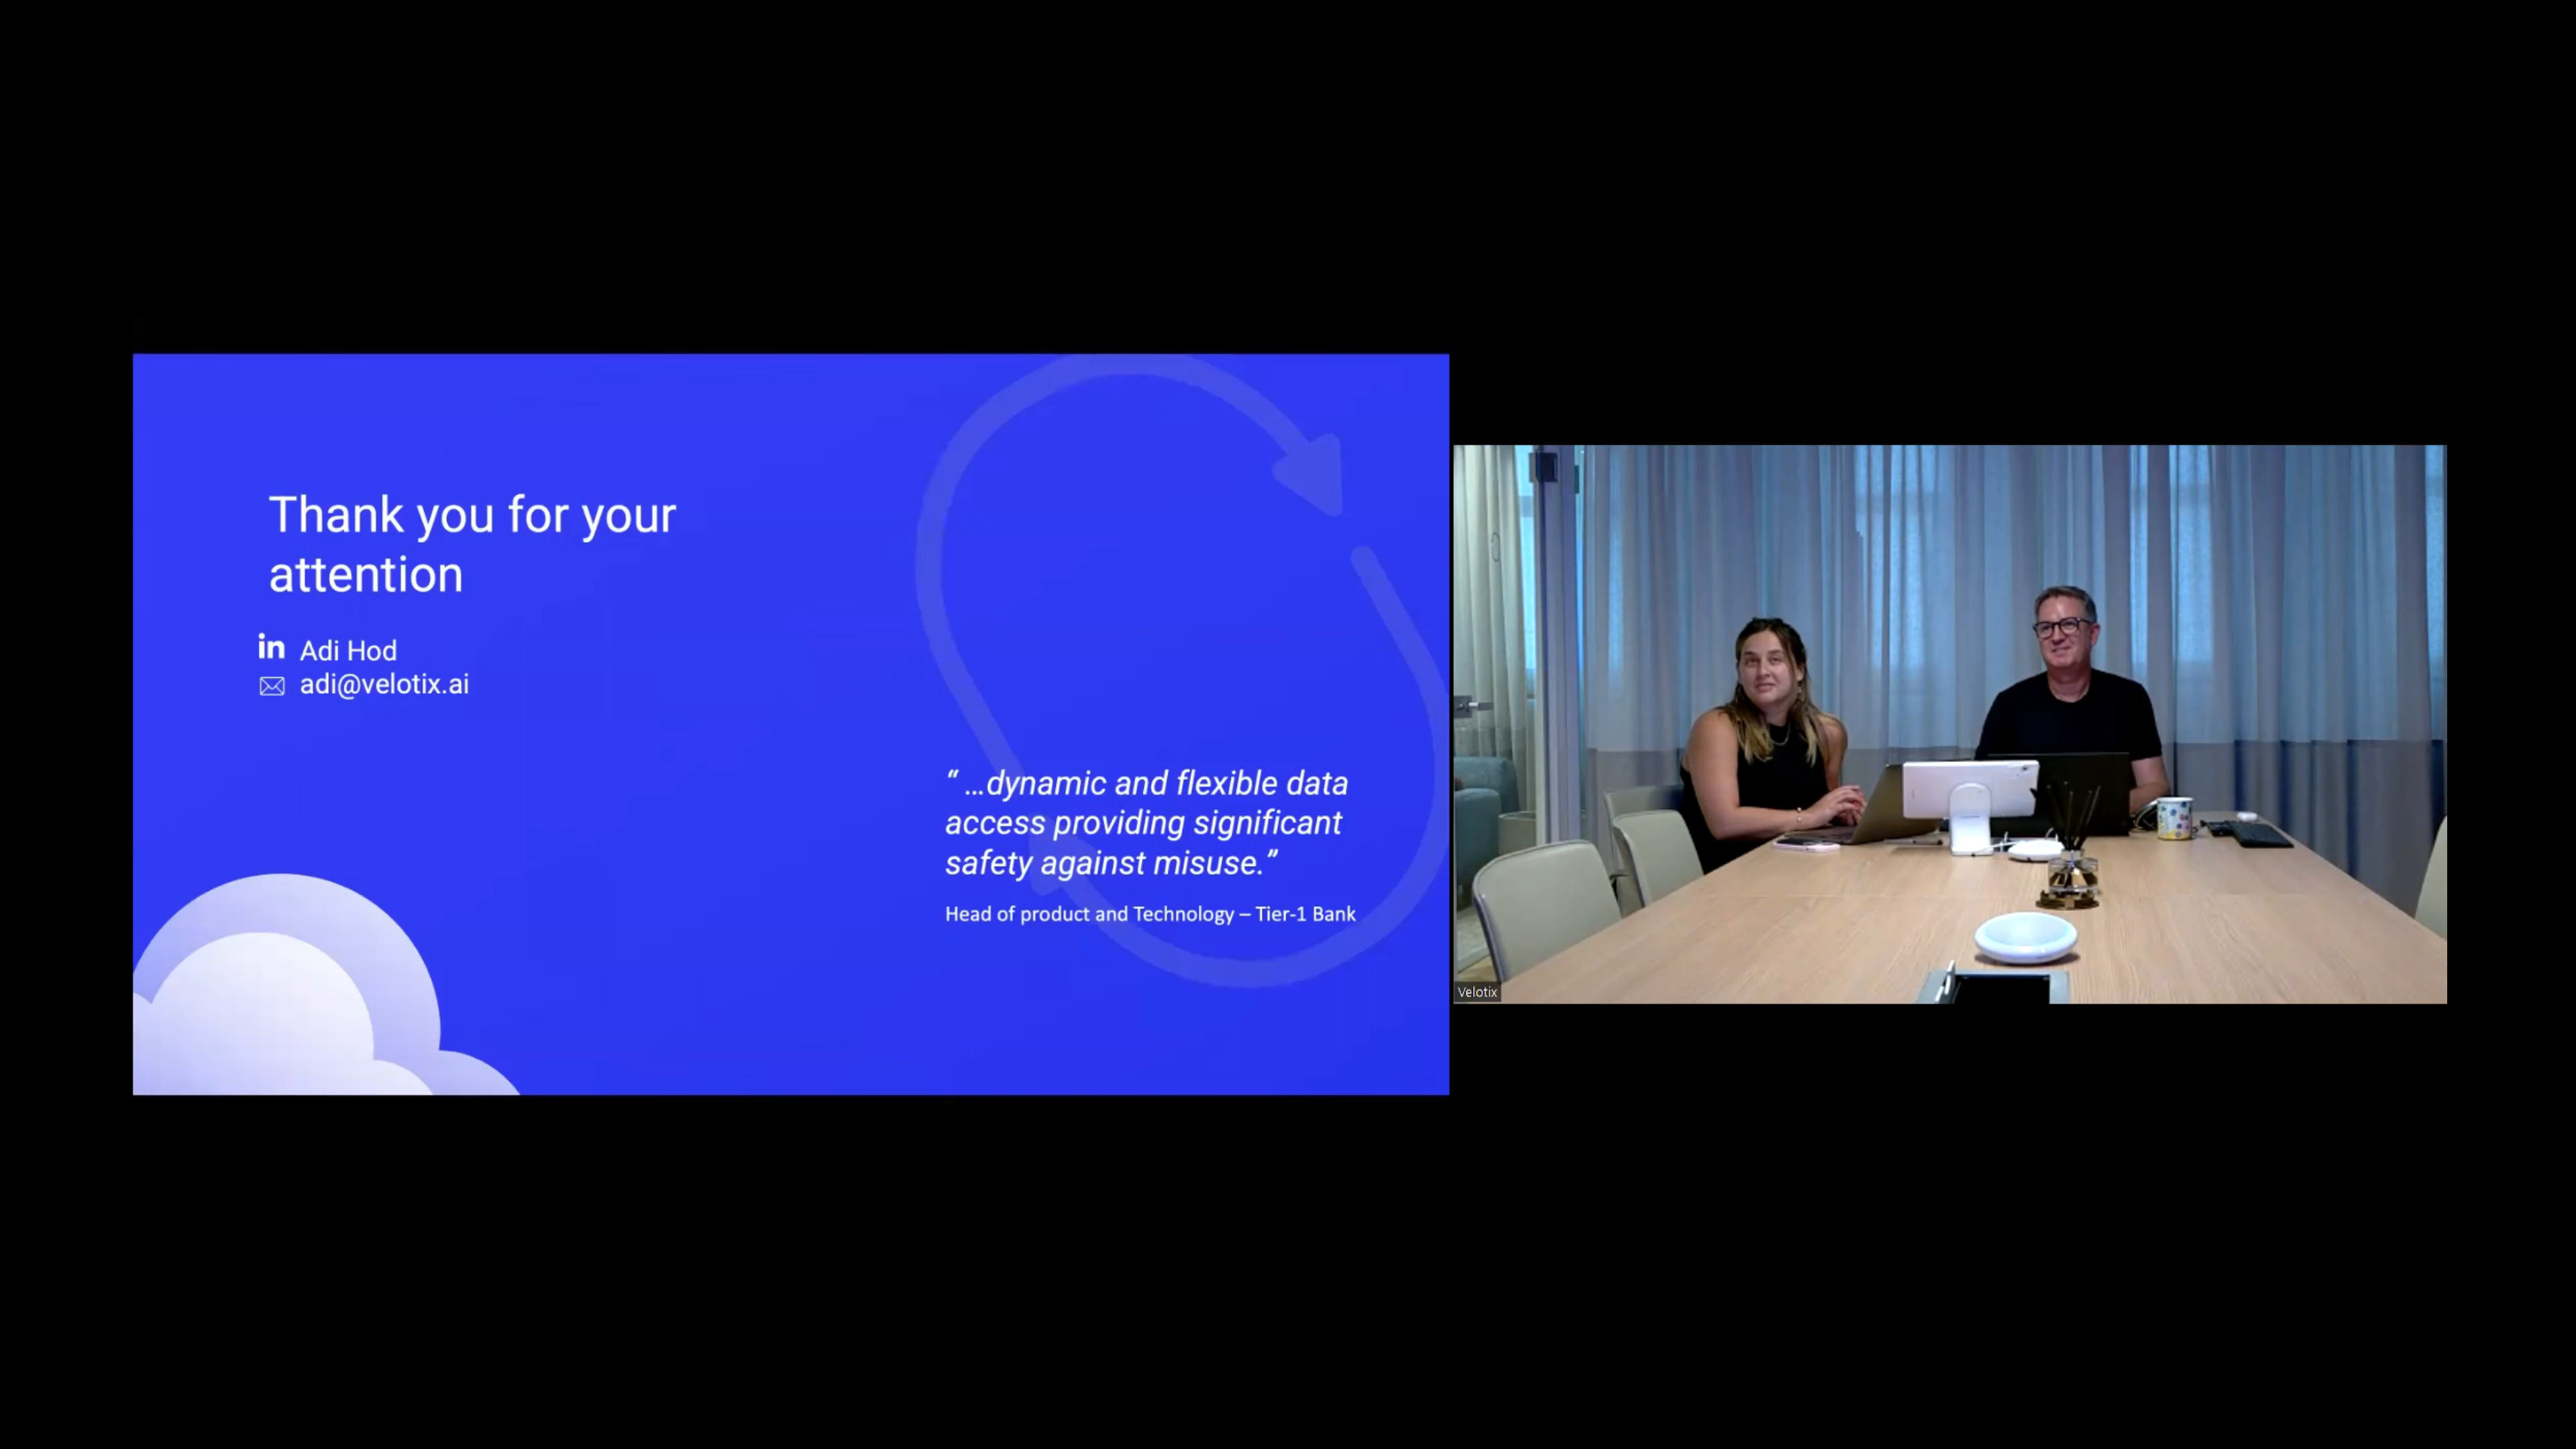 Thank you for your
attention
in Adi Hod
adi@velotix.ai
“ ...dynamic and flexible data
access providing significant
safety against misuse.”
Head of product and Technology – Tier-1 Bank
Velotix